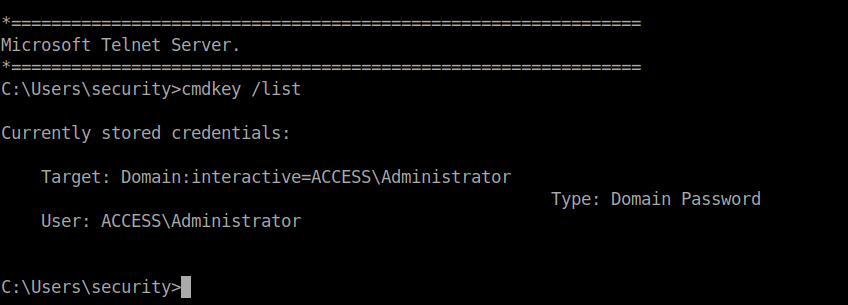 *===============================================================
Microsoft Telnet Server.
*===============================================================
C:\Users\security>cmdkey /list
Currently stored credentials:
Target: Domain:interactive=ACCESS\Administrator
Type: Domain Password
User: ACCESS\Administrator
C:\Users\security>